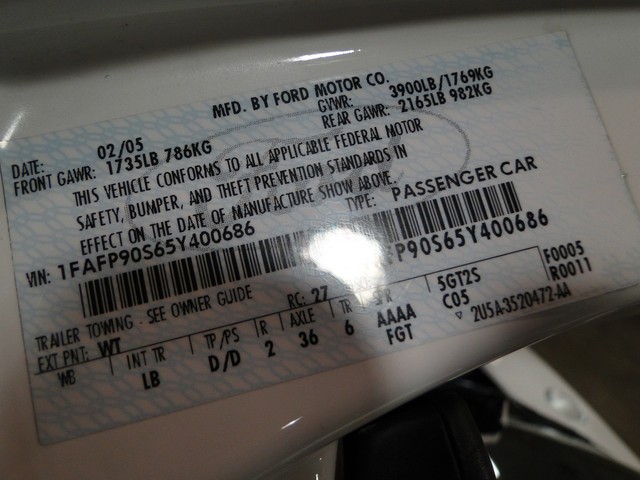 MFD. BY FORD MOTOR CO.
DATE: 02/05 GVWR: 3900LB/1769KG
FRONT GAWR: 1735LB 786KG REAR GAWR: 2165LB 982KG
THIS VEHICLE CONFORMS TO ALL APPLICABLE FEDERAL MOTOR
SAFETY, BUMPER, AND THEFT PREVENTION STANDARDS IN
EFFECT ON THE DATE OF MANUFACTURE SHOW ABOVE.
VIN: 1FAFP90S65Y400686 TYPE: PASSENGER CAR
P90S65Y400686
F0005
R0011
TRAILER TOWING - SEE OWNER GUIDE RC: 27
EXT PNT: WT
WB INT TR TP/PS R AXLE TR 5GT2S
LB D/D 2 36 6 AAAA C05
FGT 2U5A-3520472-AA